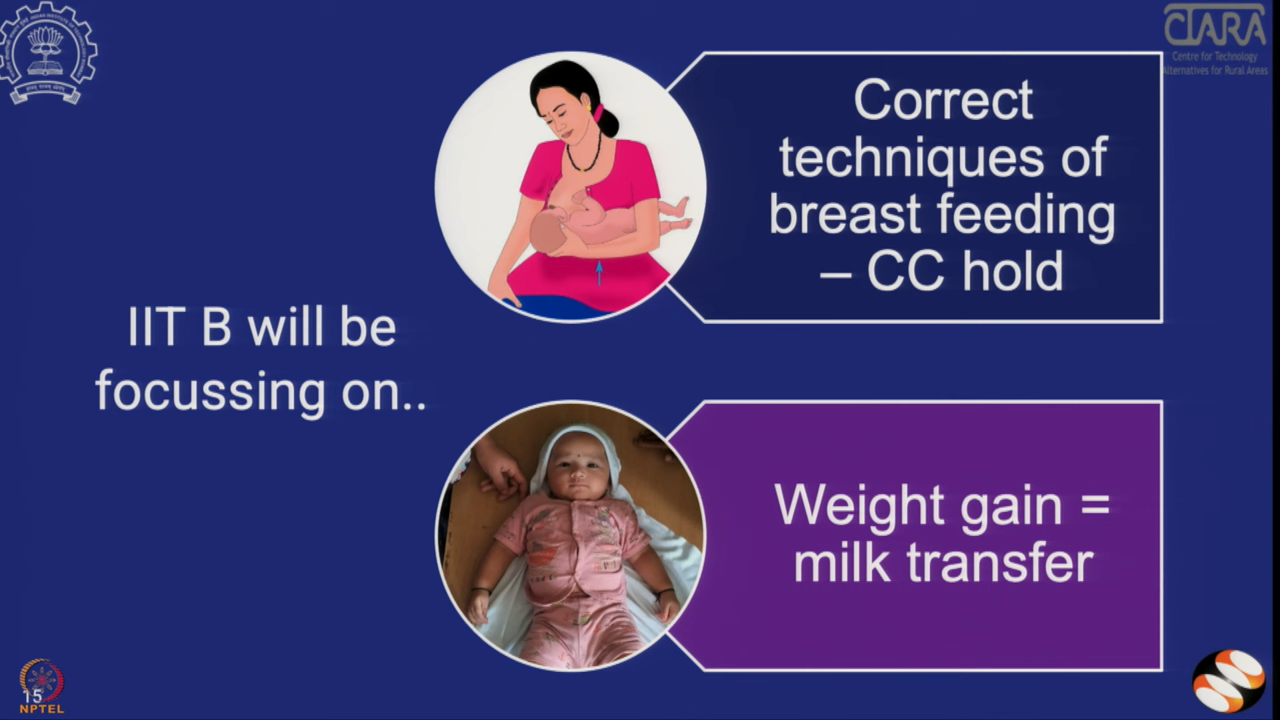 CTARA
Centre for Technology
Alternatives for Rural Areas
Correct
techniques of
breast feeding
– CC hold
IIT B will be
focussing on..
Weight gain =
milk transfer
15
NPTEL